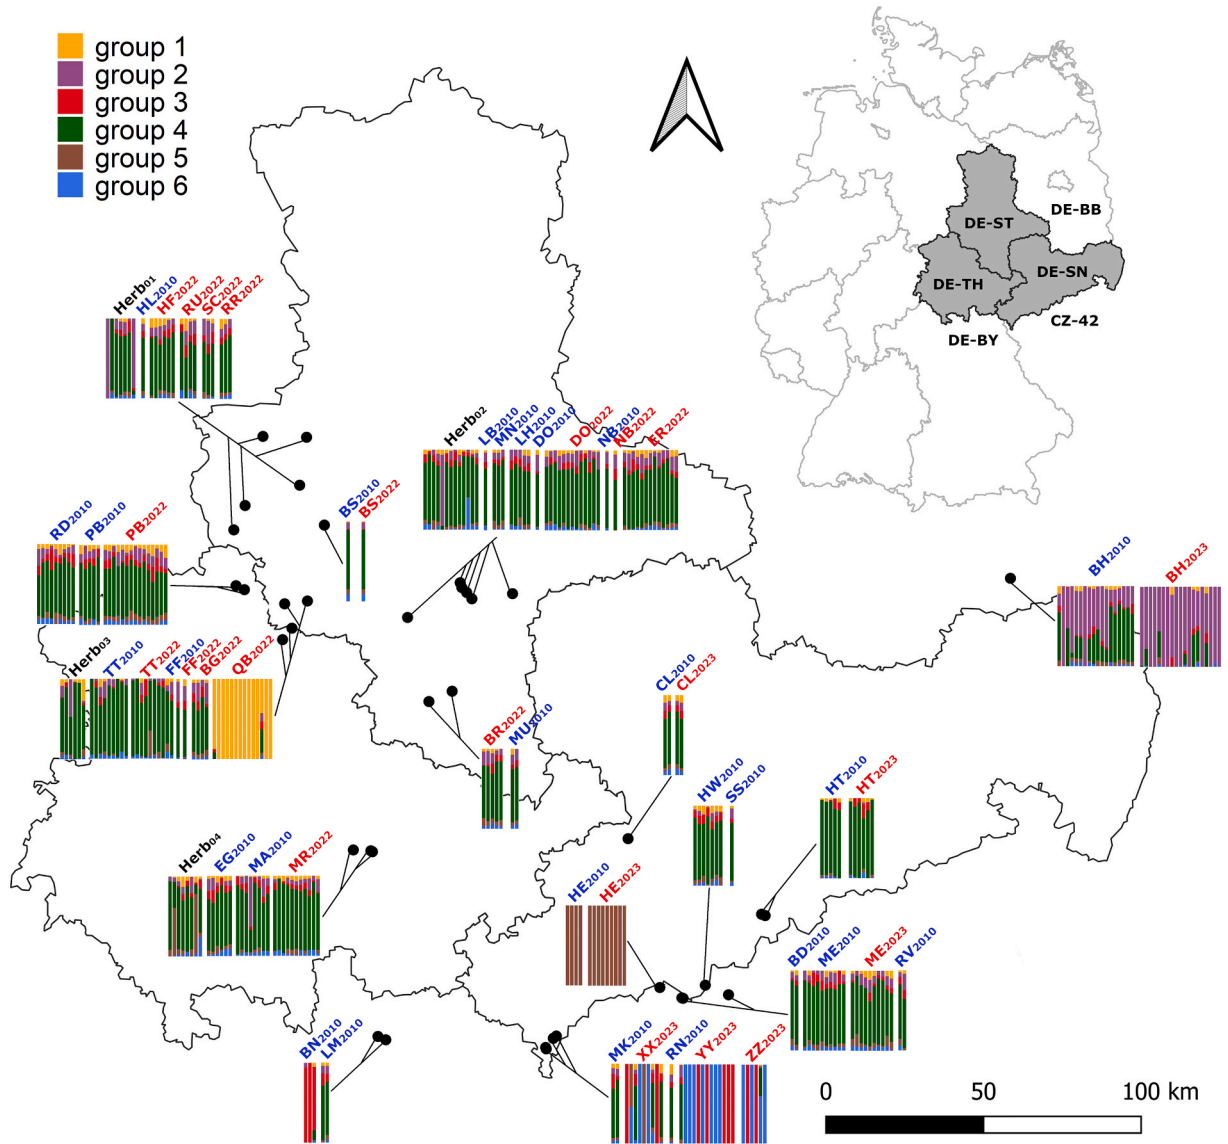 group 1
group 2
group 3
group 4
group 5
group 6
DE-BB
DE-ST
DE-SN
DE-TH
CZ-42
DE-BY
Herb01 HL2010 HF2022 RU2022 SC2022 RR2022
Herb02 LB2010 MN2010 LH2010 DO2010 DO2022 NB2010 NB2022 ER2022
BS2010 BS2022
RD2010 PB2010 PB2022
BH2010 BH2023
Herb03 TT2010 TT2022 FF2010 FF2022 BG2022 QB2022
CL2010 CL2023
BR2022 MU2010
HW2010 SS2010
HT2010 HT2023
Herb04 EG2010 MA2010 MR2022
HE2010 HE2023
BD2010 ME2010 ME2023 RV2010
BN2010 LM2010
MK2010 XX2023 RN2010 YY2023 ZZ2023
0 50 100 km